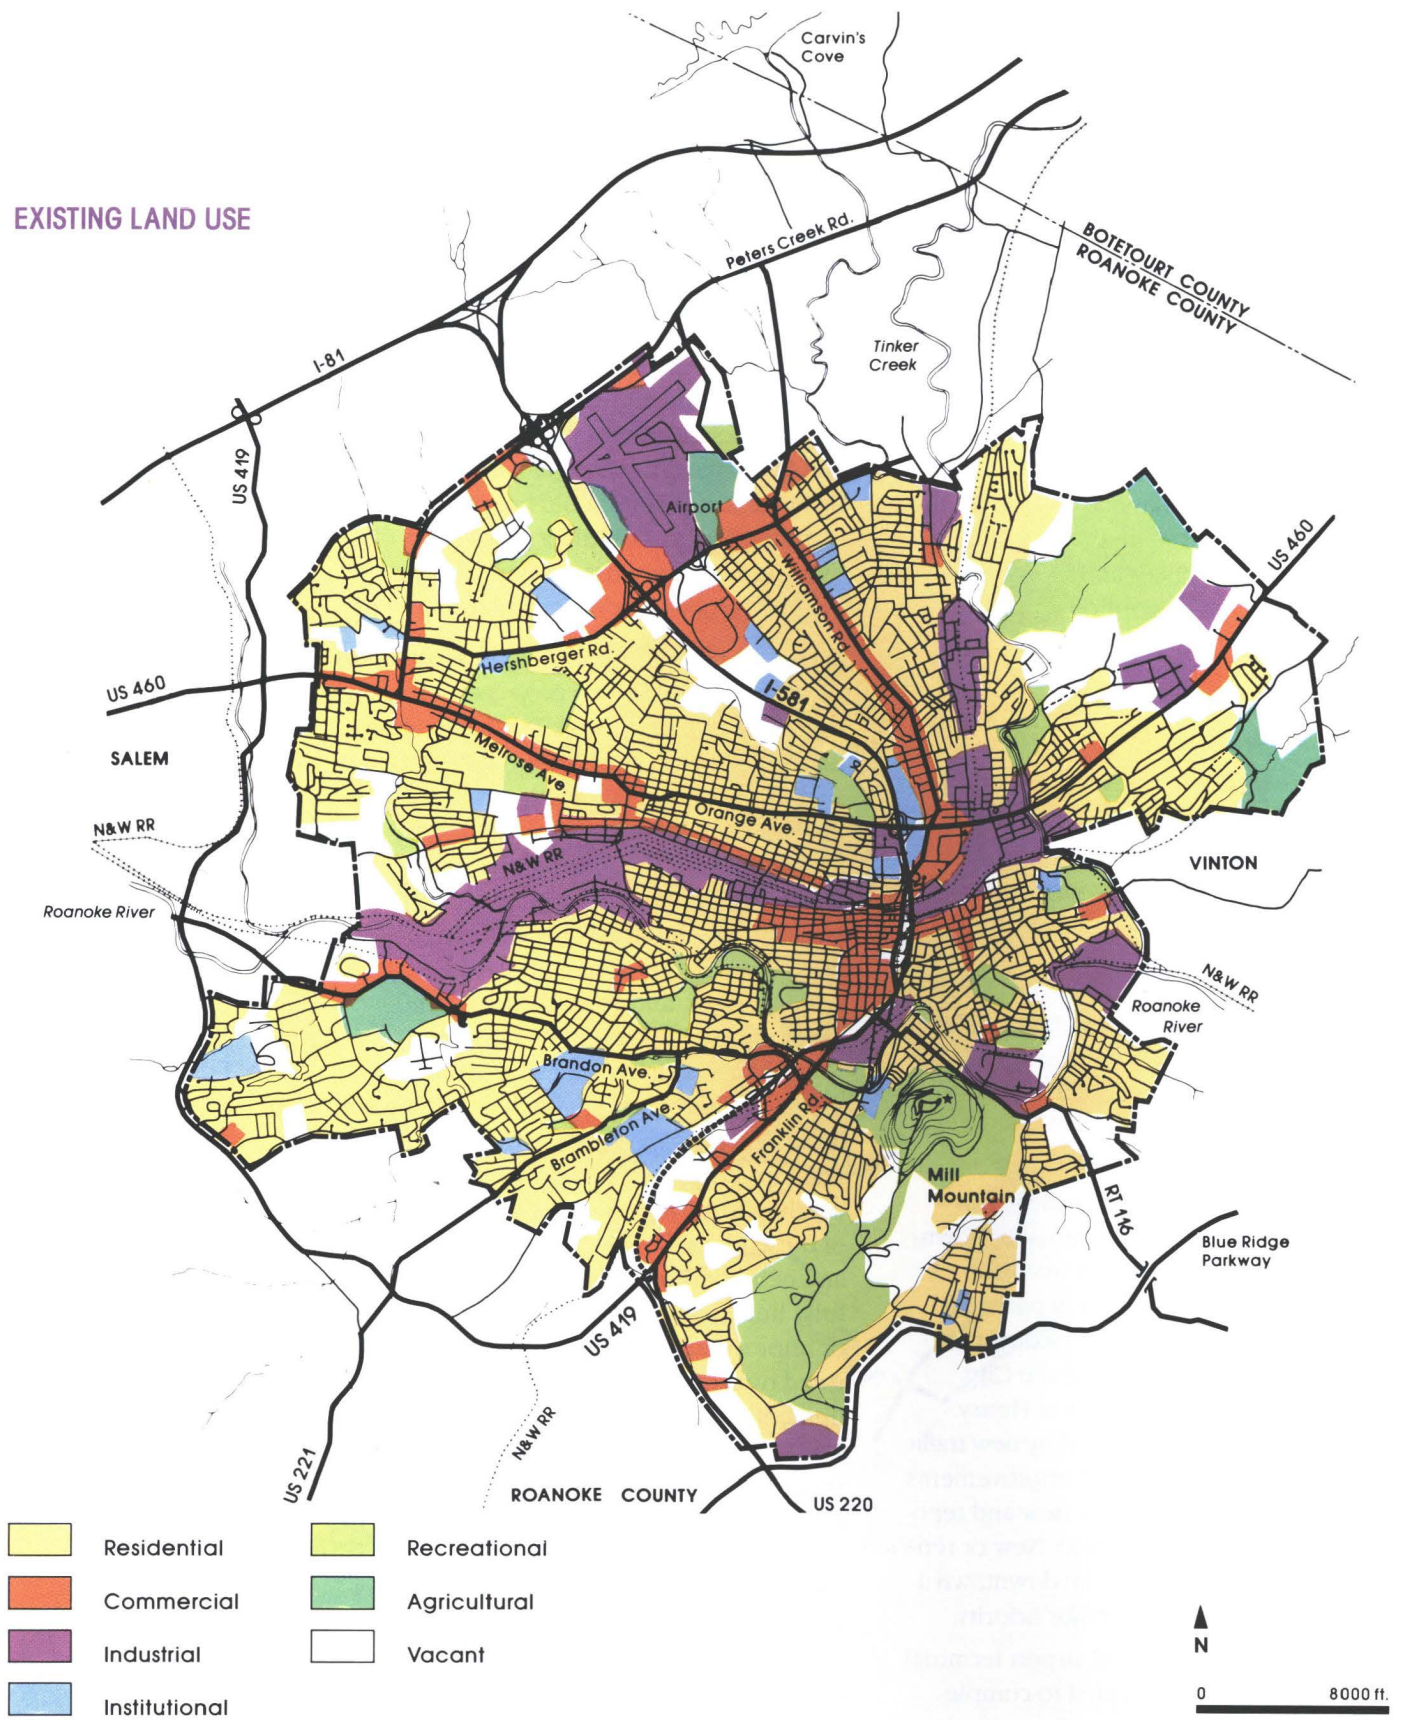 Carvin's
Cove
EXISTING LAND USE
Peters Creek Rd.
BOTETOURT COUNTY
ROANOKE COUNTY
I-81
Tinker
Creek
US 419
Airport
US 460
Williamson Rd.
Hershberger Rd.
US 460
I-581
SALEM
Melrose Ave.
Orange Ave.
N&W RR
N&W RR
VINTON
Roanoke River
N&W RR
Roanoke
River
Brandon Ave.
Brambleton Ave.
Franklin Rd.
Mill
Mountain
RT 116
Blue Ridge
Parkway
US 419
N&W RR
US 221
ROANOKE COUNTY
US 220
Residential
Recreational
Commercial
Agricultural
Industrial
Vacant
Institutional
N
0 8000 ft.